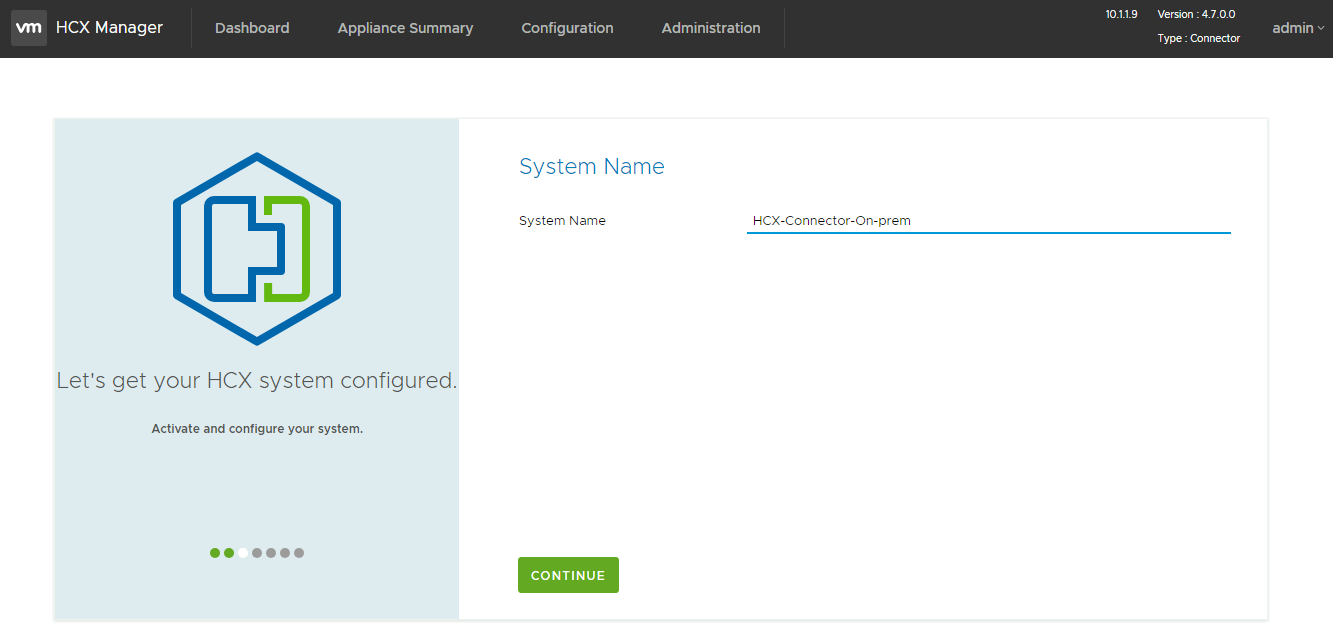 vm HCX Manager Dashboard Appliance Summary Configuration Administration 10.1.1.9 Version : 4.7.0.0 admin
Type : Connector
System Name
System Name HCX-Connector-On-prem
Let's get your HCX system configured.
Activate and configure your system.
CONTINUE